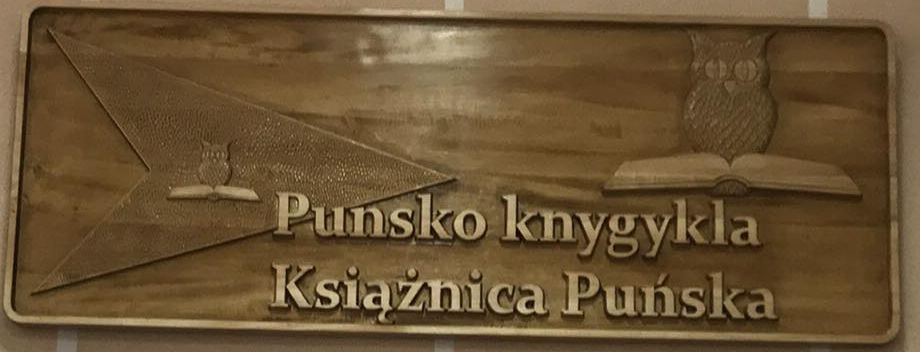 Punsko knygykla
Książnica Puńska